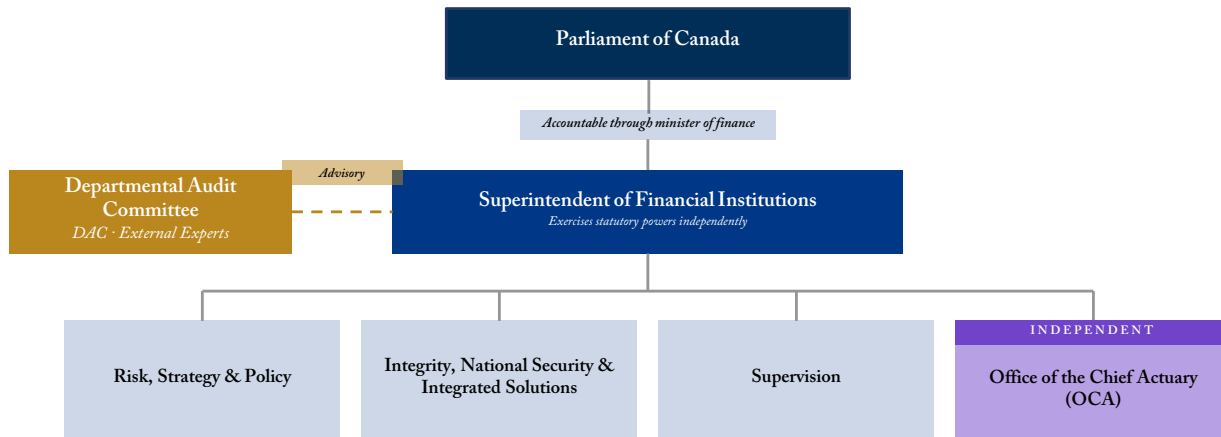 Parliament of Canada
Accountable through minister of finance
Advisory
Departmental Audit
Committee
DAC · External Experts
Superintendent of Financial Institutions
Exercises statutory powers independently
Risk, Strategy & Policy
Integrity, National Security &
Integrated Solutions
Supervision
INDEPENDENT
Office of the Chief Actuary
(OCA)